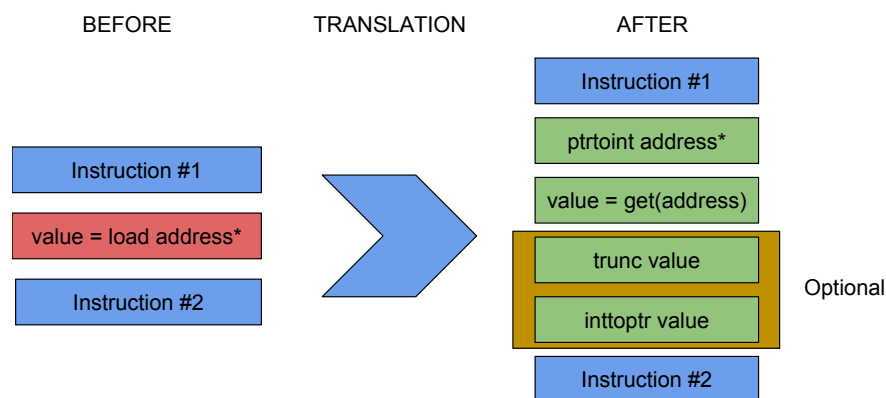 BEFORE
TRANSLATION
AFTER
Instruction #1
value = load address*
Instruction #2
Instruction #1
ptrtoint address*
value = get(address)
trunc value
inttoptr value
Optional
Instruction #2